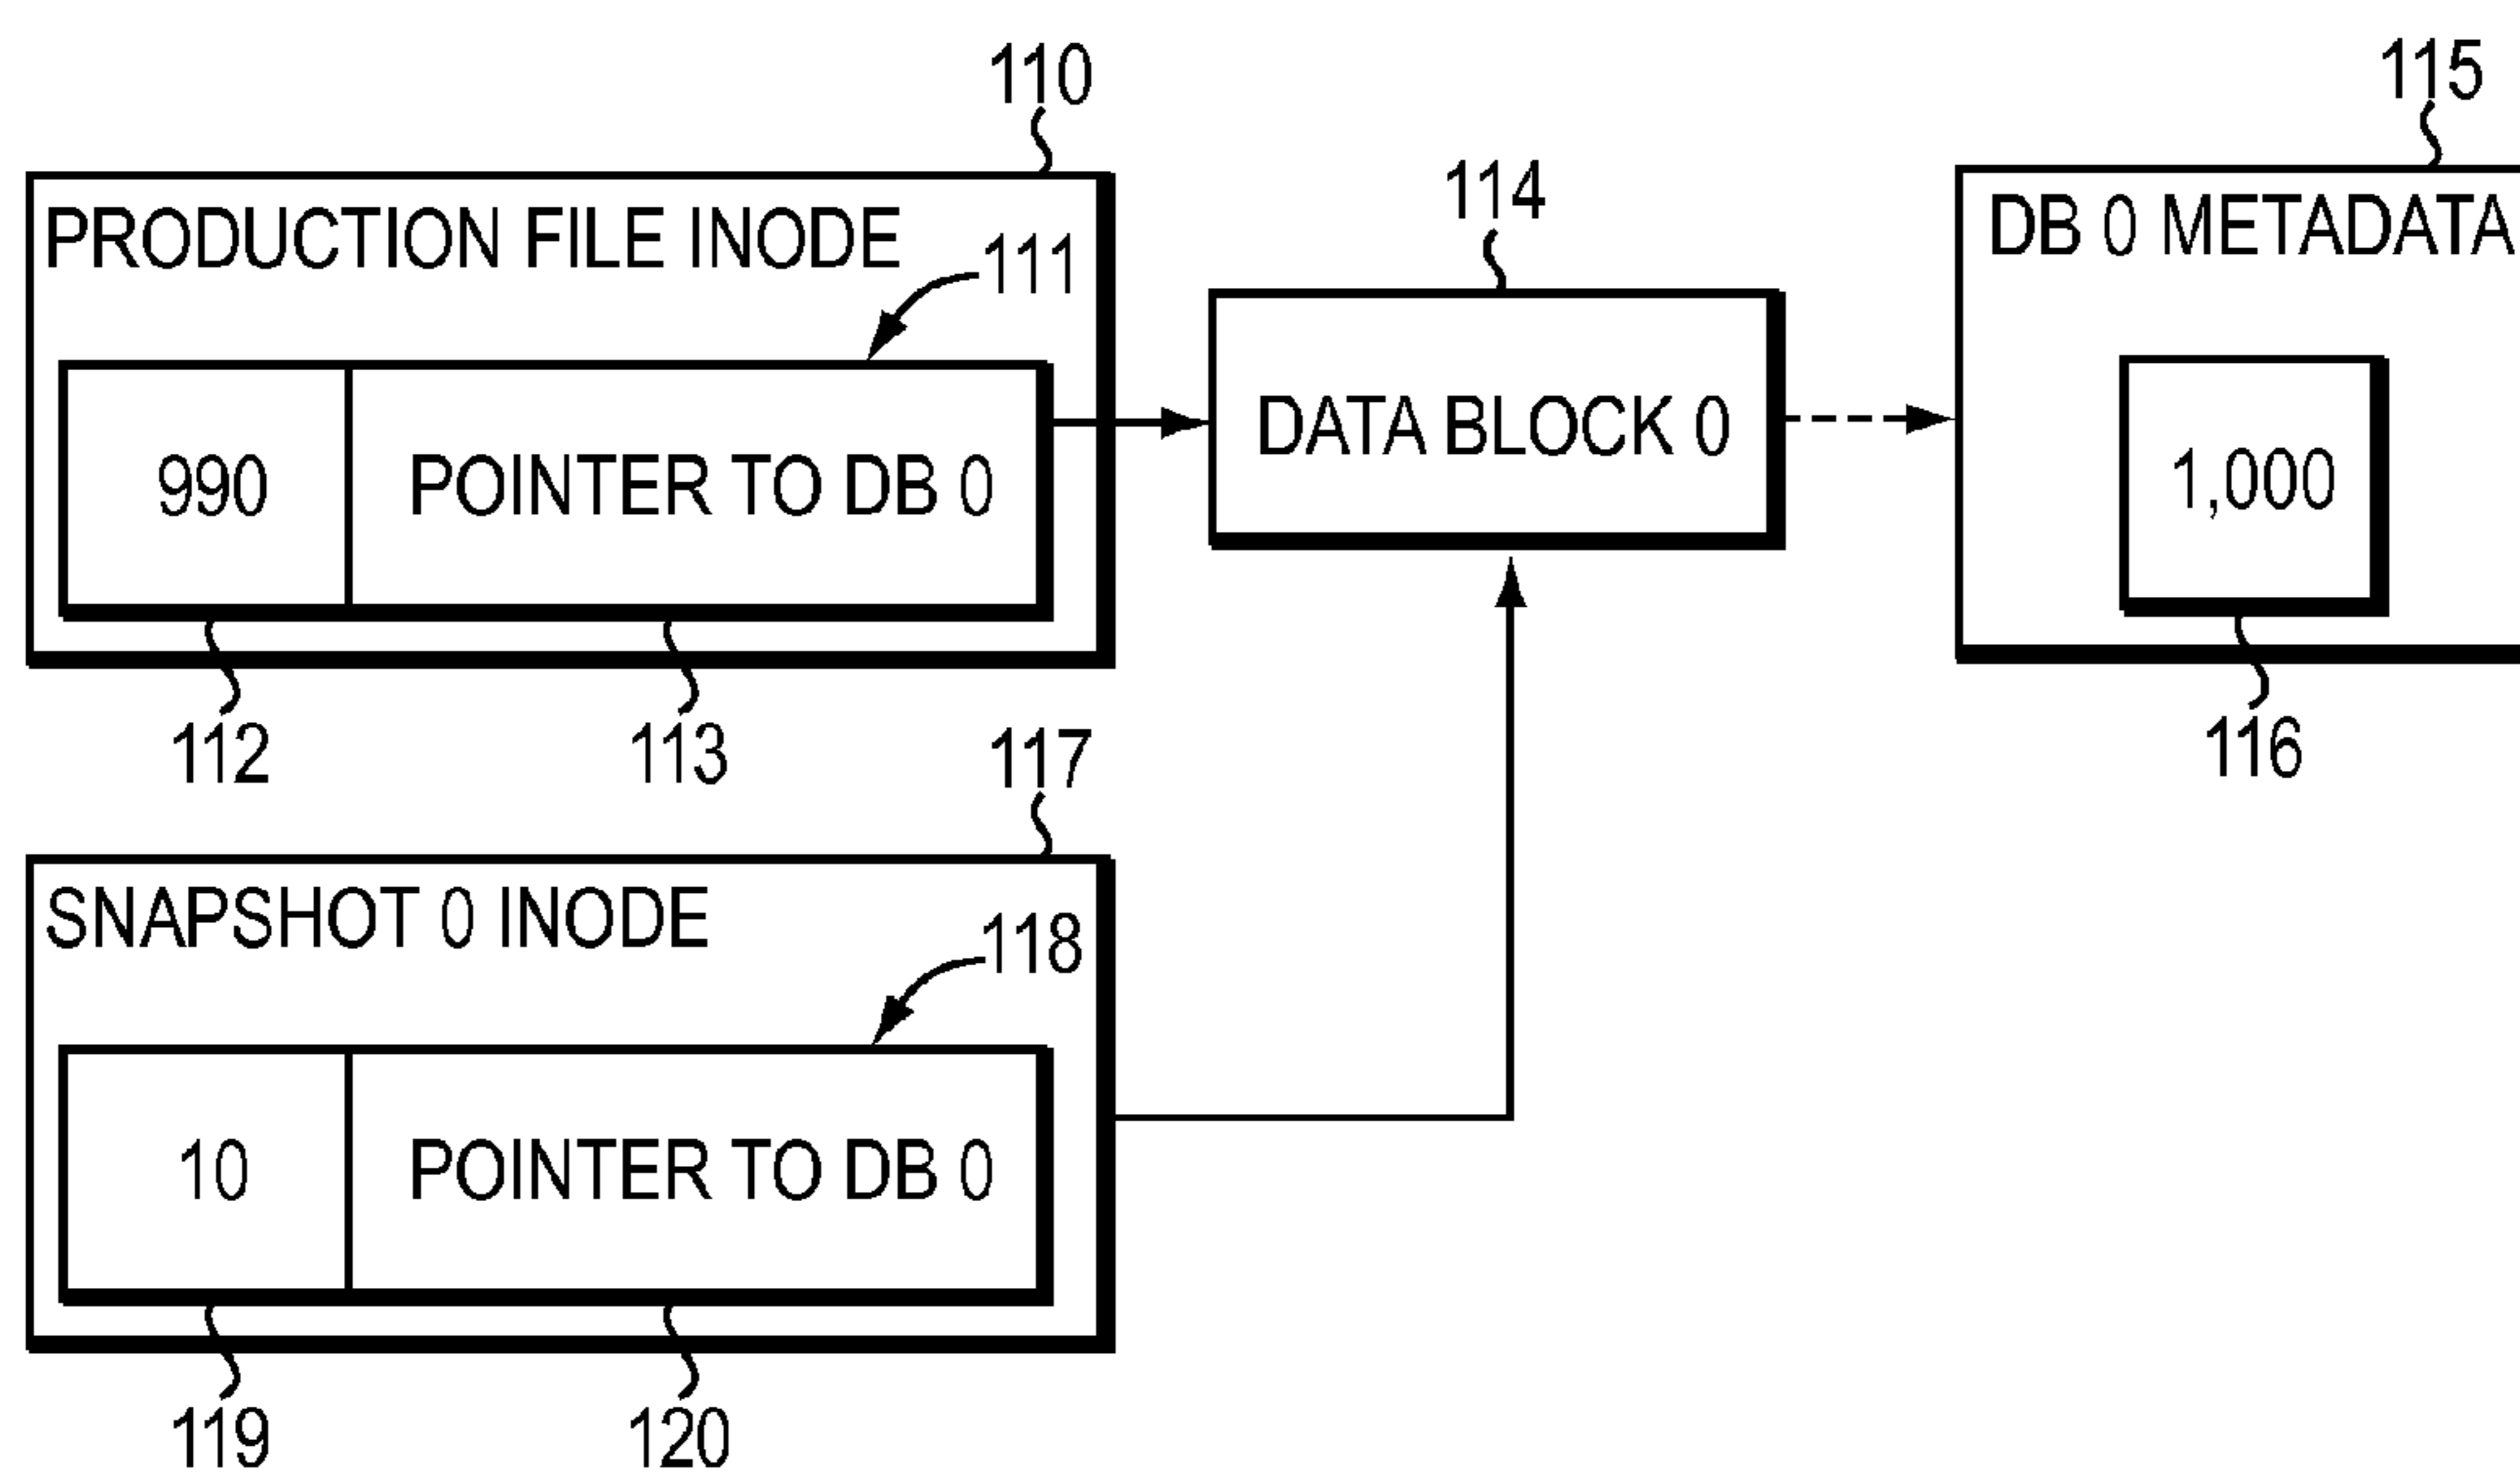 110
115
114
PRODUCTION FILE INODE
DB 0 METADATA
111
990
POINTER TO DB 0
DATA BLOCK 0
1,000
112
113
116
117
SNAPSHOT 0 INODE
118
10
POINTER TO DB 0
119
120